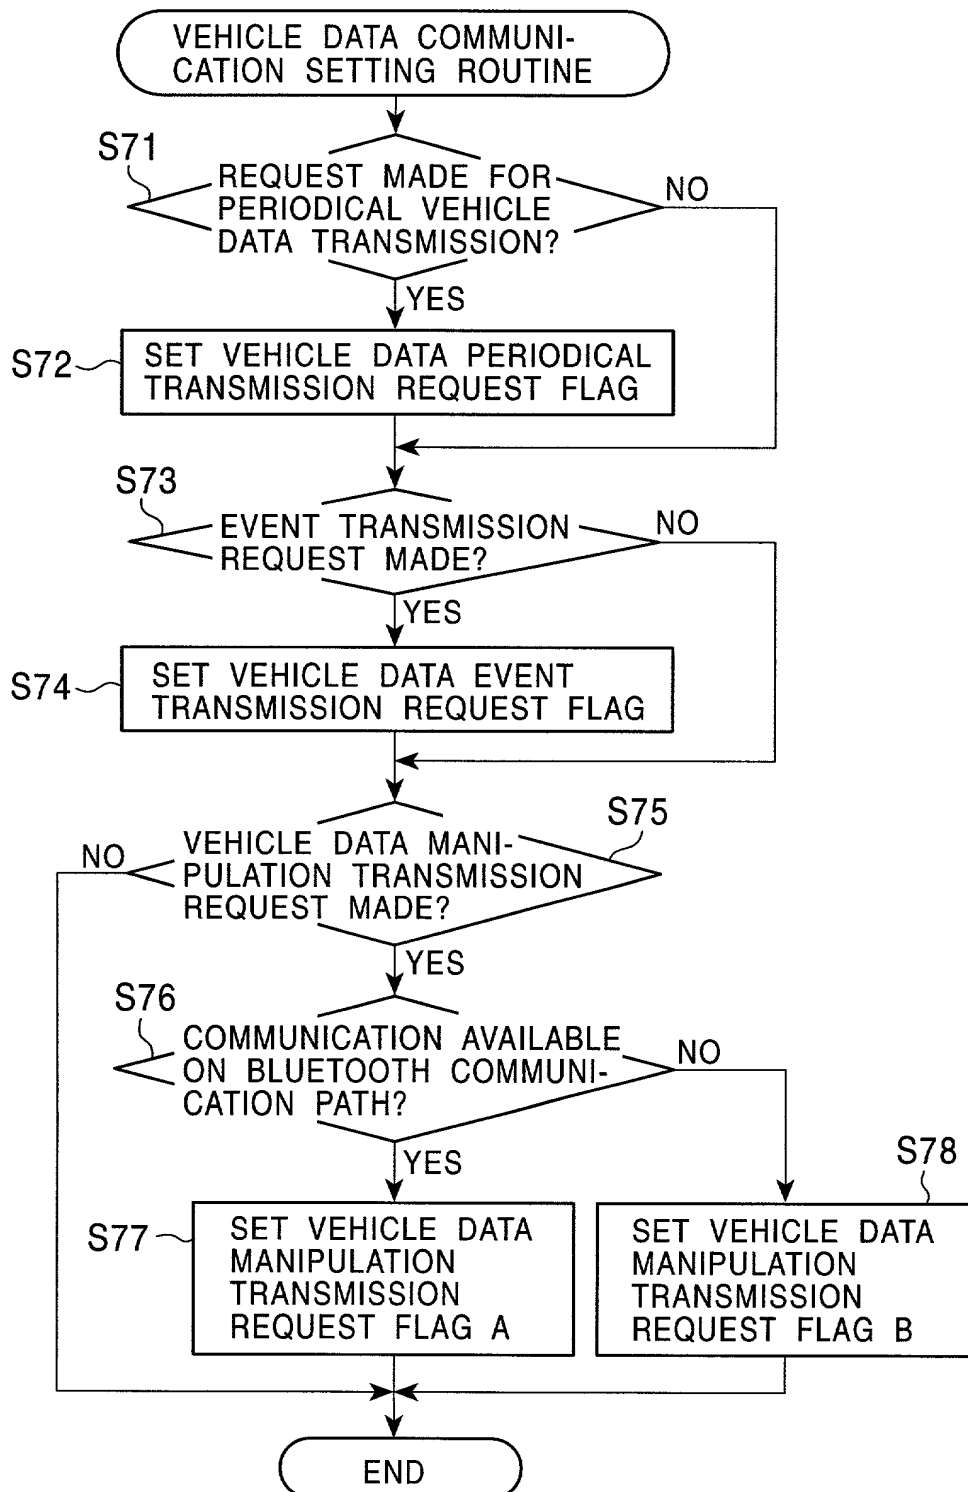 VEHICLE DATA COMMUNI-
CATION SETTING ROUTINE
S71
REQUEST MADE FOR
PERIODICAL VEHICLE
DATA TRANSMISSION?
NO
YES
S72
SET VEHICLE DATA PERIODICAL
TRANSMISSION REQUEST FLAG
S73
EVENT TRANSMISSION
REQUEST MADE?
NO
YES
S74
SET VEHICLE DATA EVENT
TRANSMISSION REQUEST FLAG
S75
NO
VEHICLE DATA MANI-
PULATION TRANSMISSION
REQUEST MADE?
YES
S76
COMMUNICATION AVAILABLE
ON BLUETOOTH COMMUNI-
CATION PATH?
NO
YES
S77
SET VEHICLE DATA
MANIPULATION
TRANSMISSION
REQUEST FLAG A
S78
SET VEHICLE DATA
MANIPULATION
TRANSMISSION
REQUEST FLAG B
END